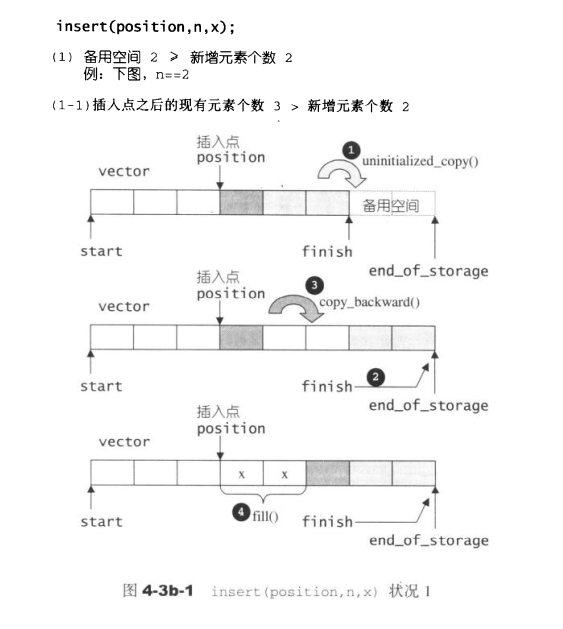 insert(position,n,x);
(1) 备用空间 2 ≥ 新增元素个数 2
例：下图，n==2
(1-1)插入点之后的现有元素个数 3 > 新增元素个数 2
插入点
position
vector
1
uninitialized_copy()
备用空间
start
finish
end_of_storage
插入点
position
vector
3
copy_backward()
start
finish
2
end_of_storage
插入点
position
vector
x x
start
4 fill()
finish
end_of_storage
图 4-3b-1 insert(position,n,x) 状况 1